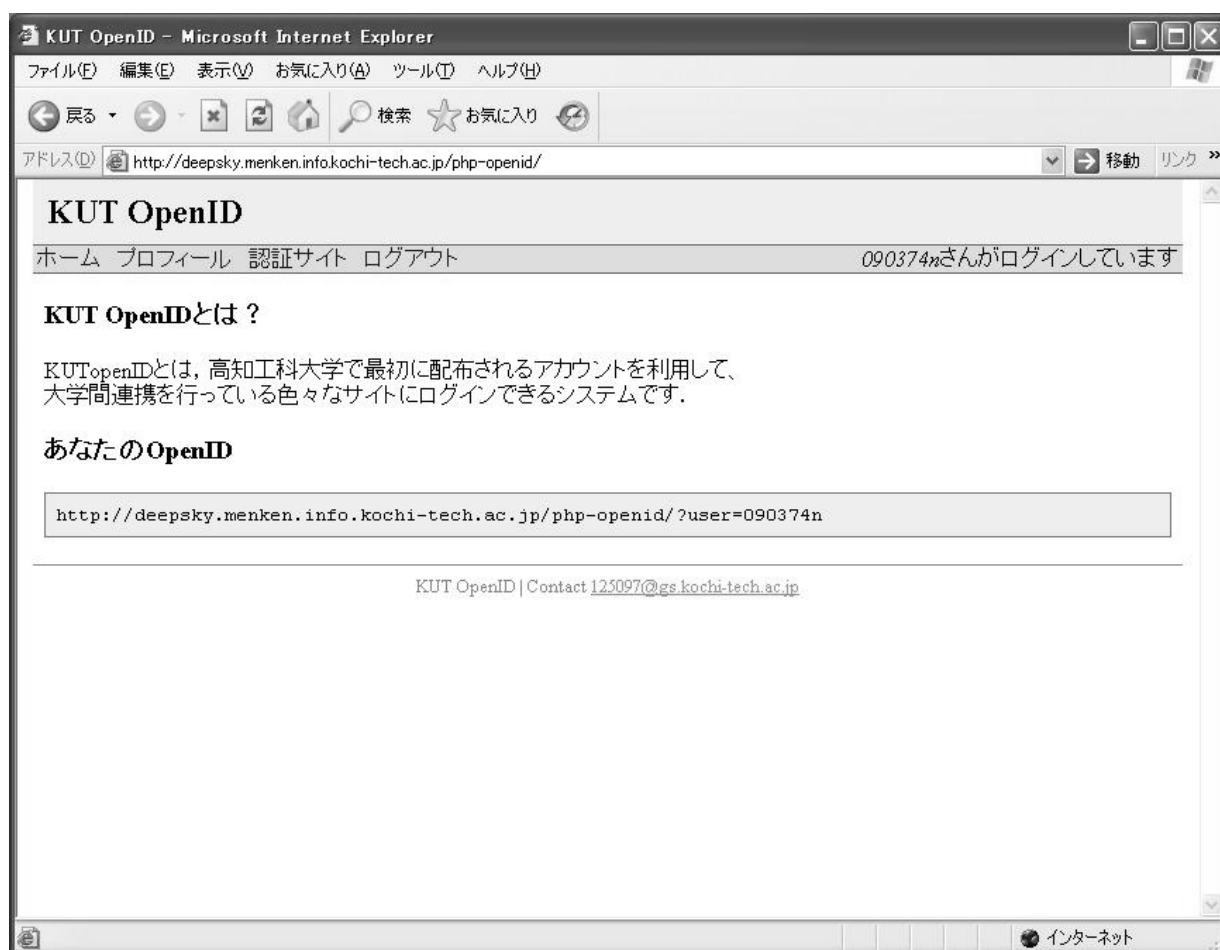 KUT OpenID - Microsoft Internet Explorer
ファイル(F) 編集(E) 表示(V) お気に入り(A) ツール(T) ヘルプ(H)
戻る 検索 お気に入り
アドレス(D) http://deepsky.menken.info.kochi-tech.ac.jp/php-openid/ 移動 リンク »
KUT OpenID
ホーム プロフィール 認証サイト ログアウト 090374nさんがログインしています
KUT OpenIDとは？
KUTopenIDとは, 高知工科大学で最初に配布されるアカウントを利用して、
大学間連携を行っている色々なサイトにログインできるシステムです.
あなたのOpenID
http://deepsky.menken.info.kochi-tech.ac.jp/php-openid/?user=090374n
KUT OpenID | Contact 125097@gs.kochi-tech.ac.jp
インターネット